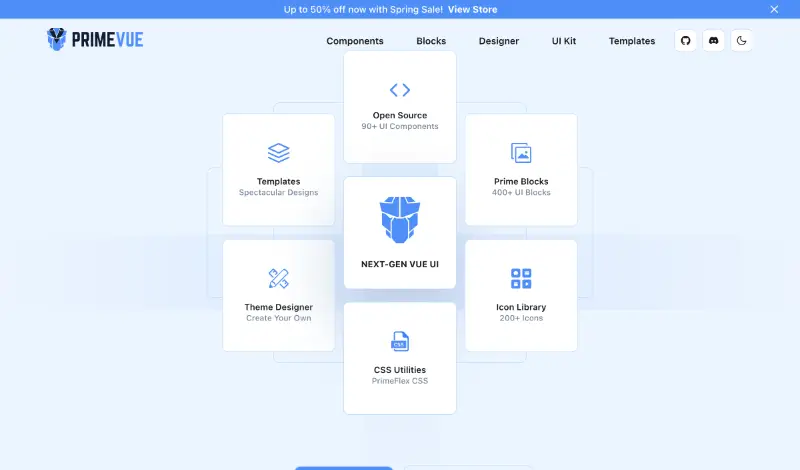 Up to 50% off now with Spring Sale! View Store
PRIMEVUE
Components
Blocks
Designer
UI Kit
Templates
Open Source
90+ UI Components
Templates
Spectacular Designs
Prime Blocks
400+ UI Blocks
NEXT-GEN VUE UI
Theme Designer
Create Your Own
Icon Library
200+ Icons
CSS
CSS Utilities
PrimeFlex CSS